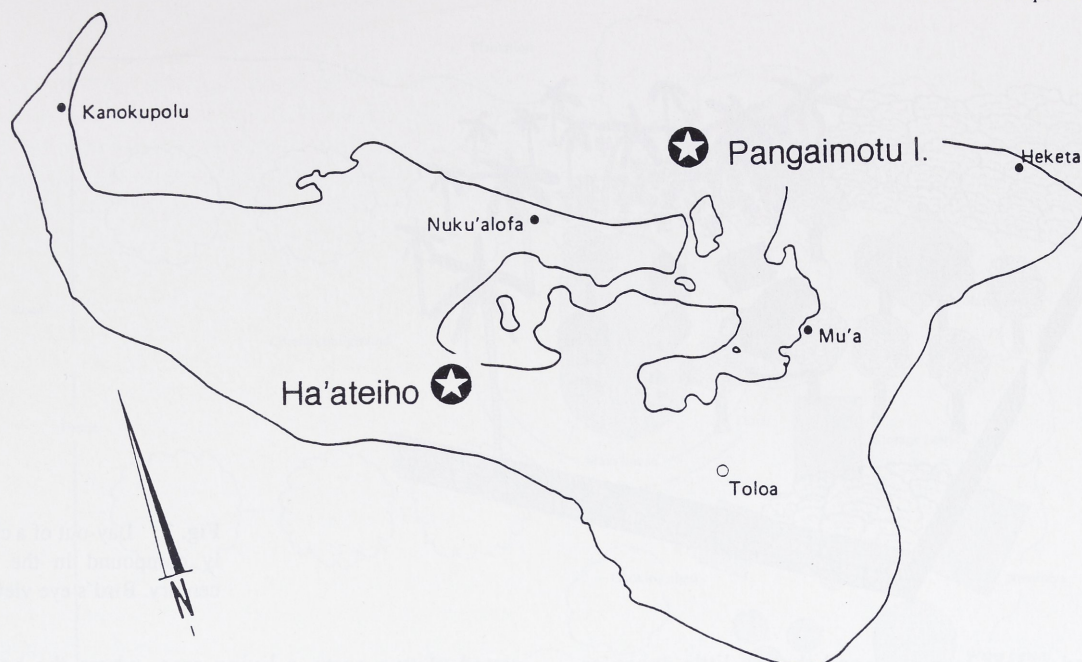 Kanokupolu
Pangaimotu I.
Heketa
Nuku'alofa
Mu'a
Ha'ateiho
Toloa
N